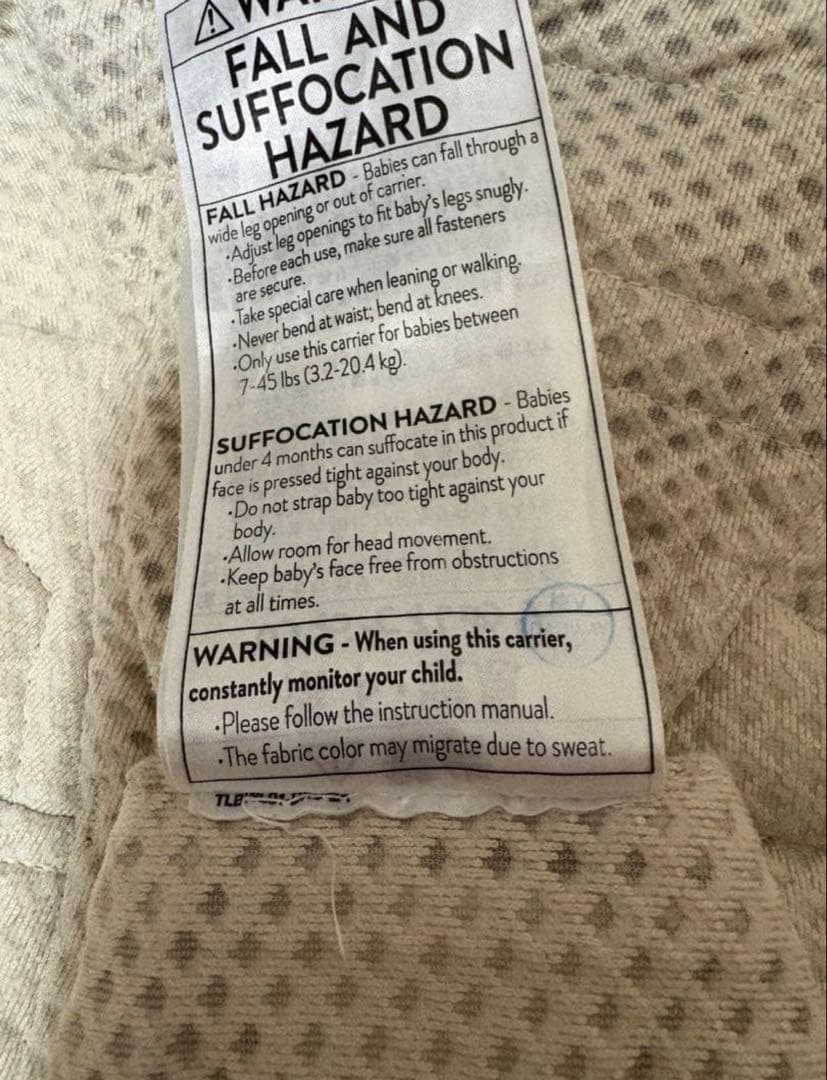 FALL AND
SUFFOCATION
HAZARD
FALL HAZARD - Babies can fall through a
wide leg opening or out of carrier.
•Adjust leg openings to fit baby's legs snugly.
•Before each use, make sure all fasteners
are secure.
•Take special care when leaning or walking.
•Never bend at waist; bend at knees.
•Only use this carrier for babies between
7-45 lbs (3.2-20.4 kg).
SUFFOCATION HAZARD - Babies
under 4 months can suffocate in this product if
face is pressed tight against your body.
•Do not strap baby too tight against your
body.
•Allow room for head movement.
•Keep baby's face free from obstructions
at all times.
WARNING - When using this carrier,
constantly monitor your child.
•Please follow the instruction manual.
•The fabric color may migrate due to sweat.